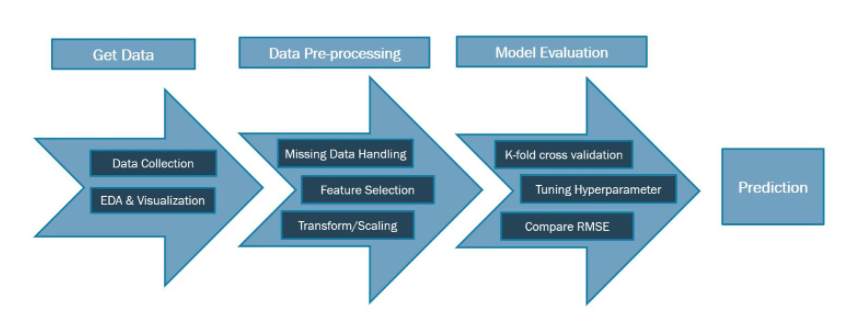 Get Data
Data Collection
EDA & Visualization
Data Pre-processing
Missing Data Handling
Feature Selection
Transform/Scaling
Model Evaluation
K-fold cross validation
Tuning Hyperparameter
Compare RMSE
Prediction